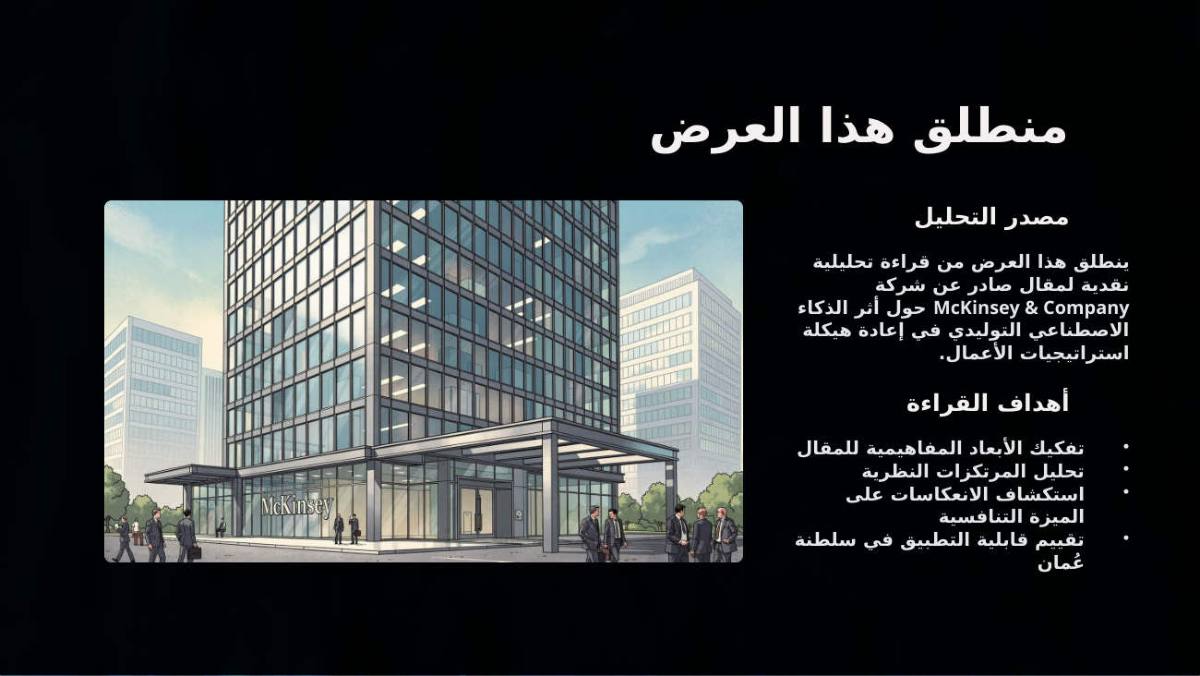 منطلق هذا العرض
مصدر التحليل
ينطلق هذا العرض من قراءة تحليلية
نقدية لمقال صادر عن شركة
McKinsey & Company حول أثر الذكاء
الاصطناعي التوليدي في إعادة هيكلة
استراتيجيات الأعمال.
أهداف القراءة
• تفكيك الأبعاد المفاهيمية للمقال
• تحليل المرتكزات النظرية
• استكشاف الانعكاسات على
الميزة التنافسية
• تقييم قابلية التطبيق في سلطنة
عُمان
McKinsey